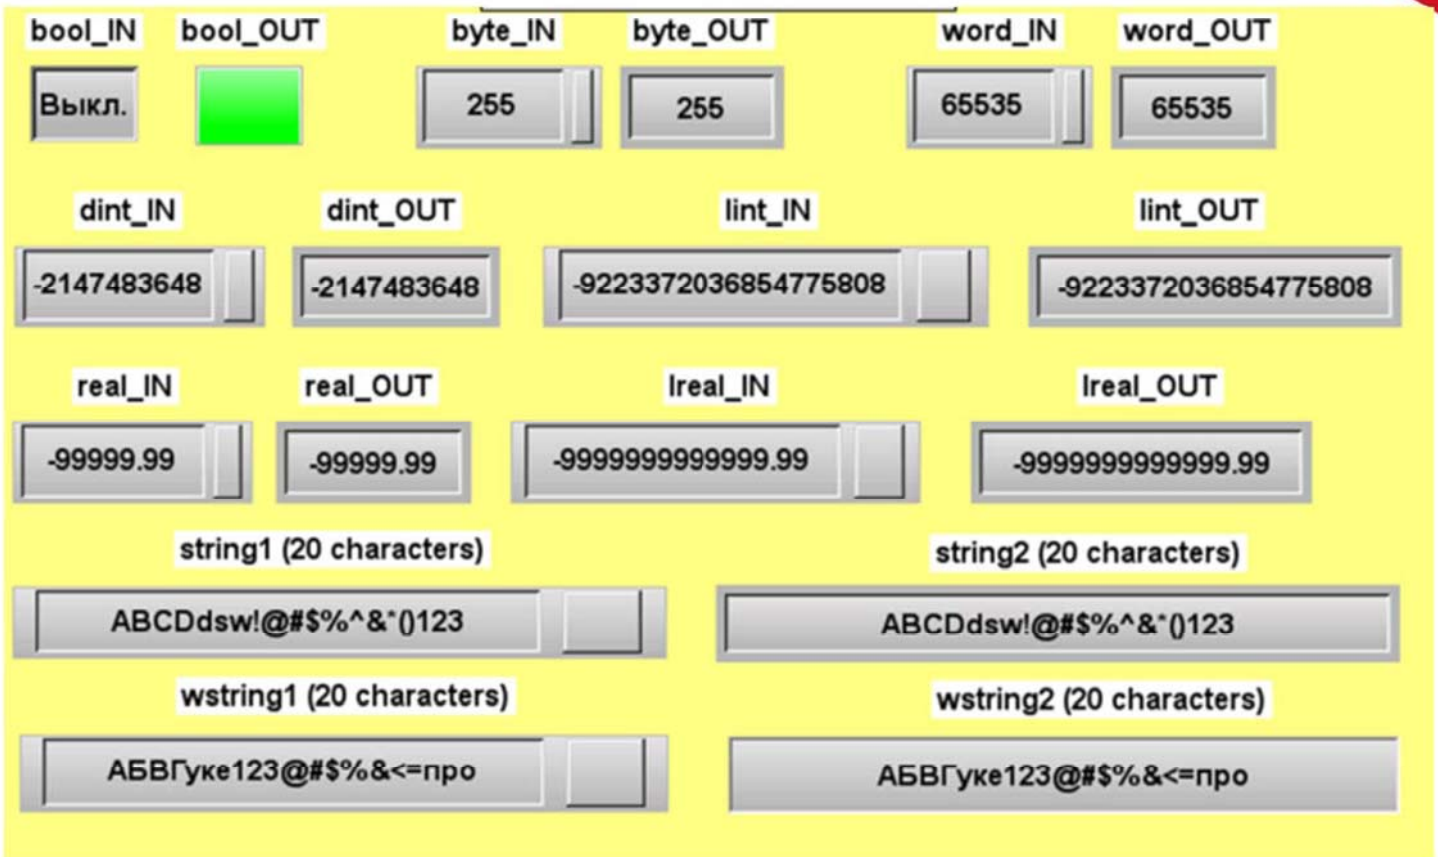 bool_IN bool_OUT byte_IN byte_OUT word_IN word_OUT
Выкл. 255 255 65535 65535
dint_IN dint_OUT lint_IN lint_OUT
-2147483648 -2147483648 -9223372036854775808 -9223372036854775808
real_IN real_OUT lreal_IN lreal_OUT
-99999.99 -99999.99 -9999999999999.99 -9999999999999.99
string1 (20 characters) string2 (20 characters)
ABCDdsw!@#$%^&*()123 ABCDdsw!@#$%^&*()123
wstring1 (20 characters) wstring2 (20 characters)
АБВГуке123@#$%&<=про АБВГуке123@#$%&<=про